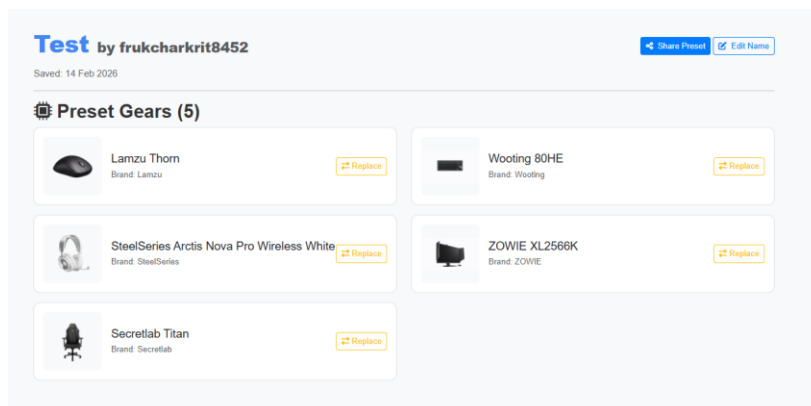 Test by frukcharkrit8452
Share Preset
Edit Name
Saved: 14 Feb 2026
Preset Gears (5)
Lamzu Thorn
Brand: Lamzu
Replace
Wooting 80HE
Brand: Wooting
Replace
SteelSeries Arctis Nova Pro Wireless White
Brand: SteelSeries
Replace
ZOWIE XL2566K
Brand: ZOWIE
Replace
Secretlab Titan
Brand: Secretlab
Replace